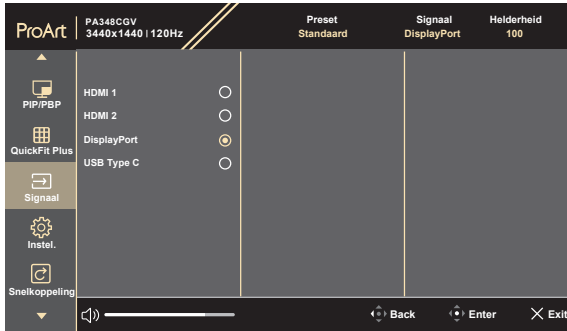 ProArt
PA348CGV
3440x1440 | 120Hz
Preset
Standaard
Signaal
DisplayPort
Helderheid
100
PIP/PBP
QuickFit Plus
Signaal
Instel.
Snelkoppeling
HDMI 1
HDMI 2
DisplayPort
USB Type C
Back
Enter
Exit